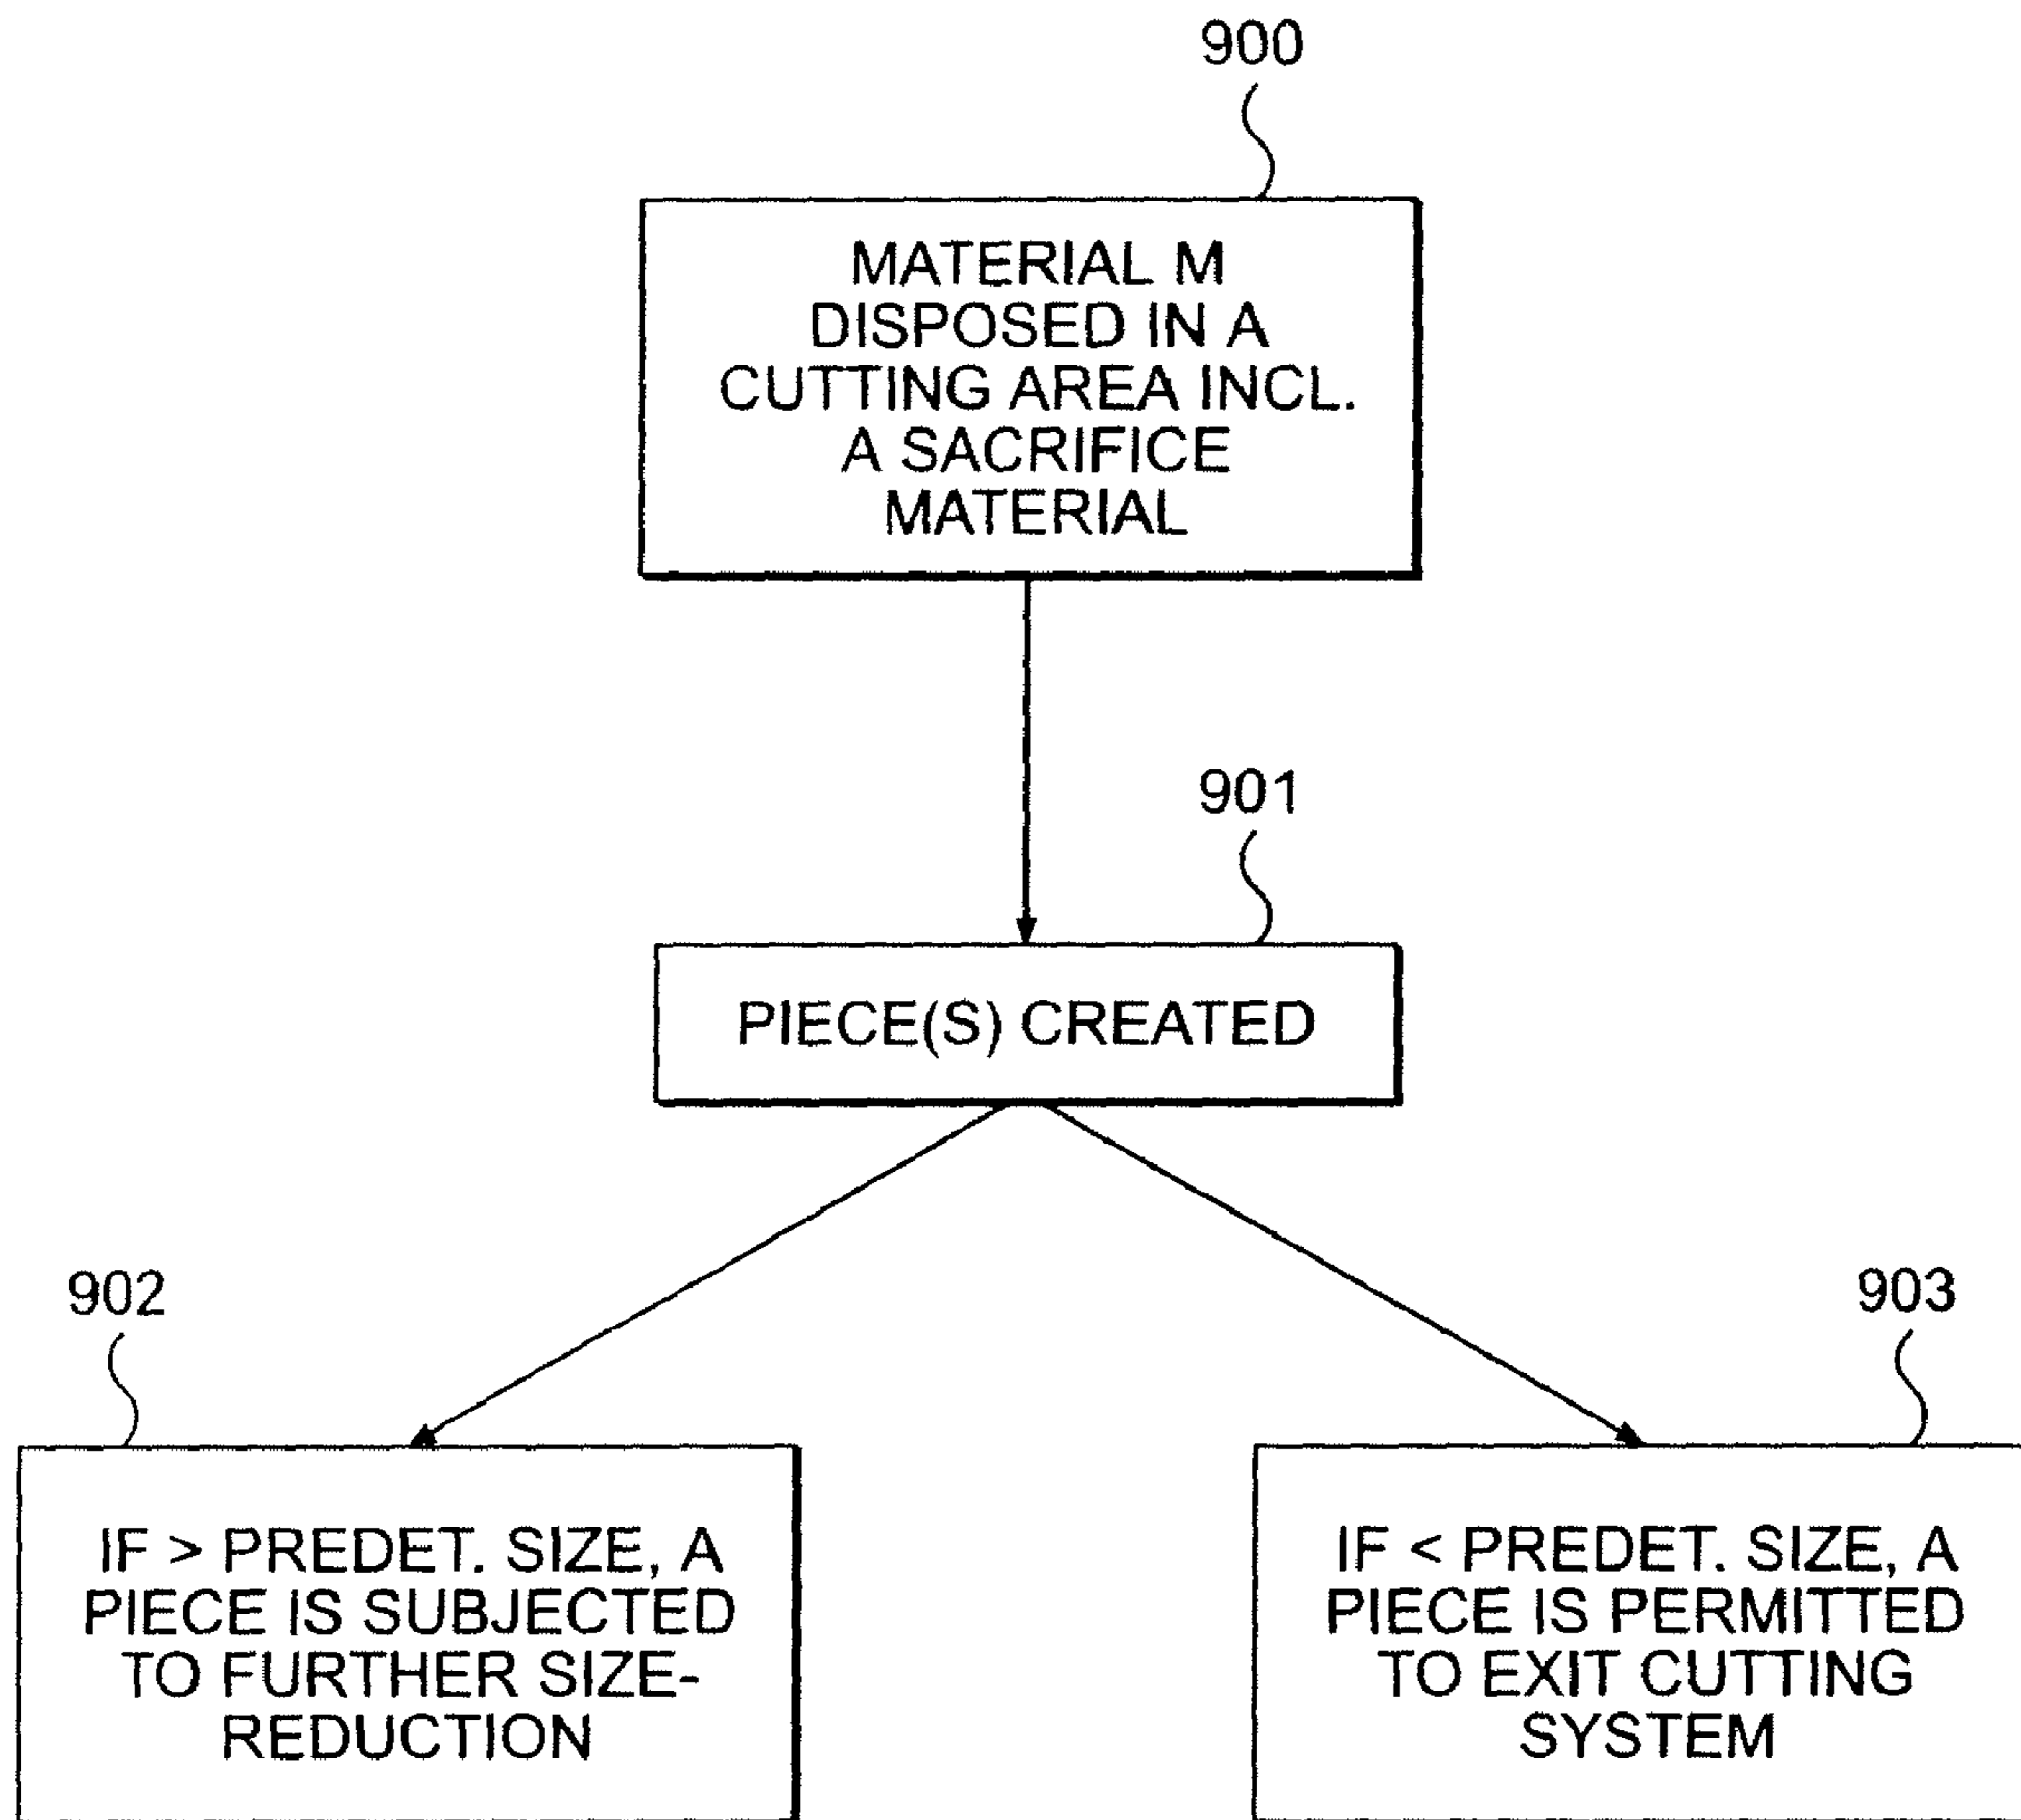 900
MATERIAL M
DISPOSED IN A
CUTTING AREA INCL.
A SACRIFICE
MATERIAL
901
PIECE(S) CREATED
902
IF > PREDET. SIZE, A
PIECE IS SUBJECTED
TO FURTHER SIZE-
REDUCTION
903
IF < PREDET. SIZE, A
PIECE IS PERMITTED
TO EXIT CUTTING
SYSTEM